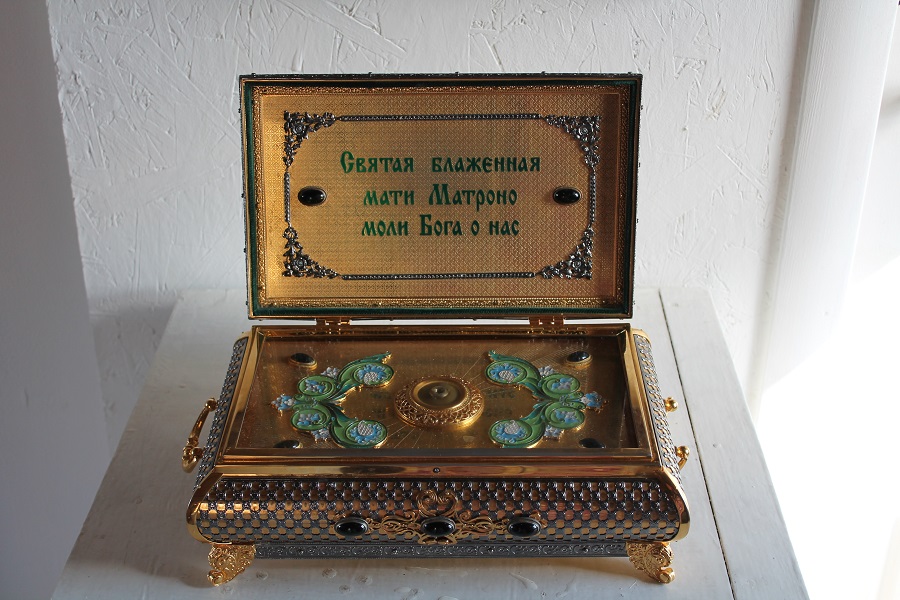 Святая блаженная
мати Матроно
моли Бога о нас